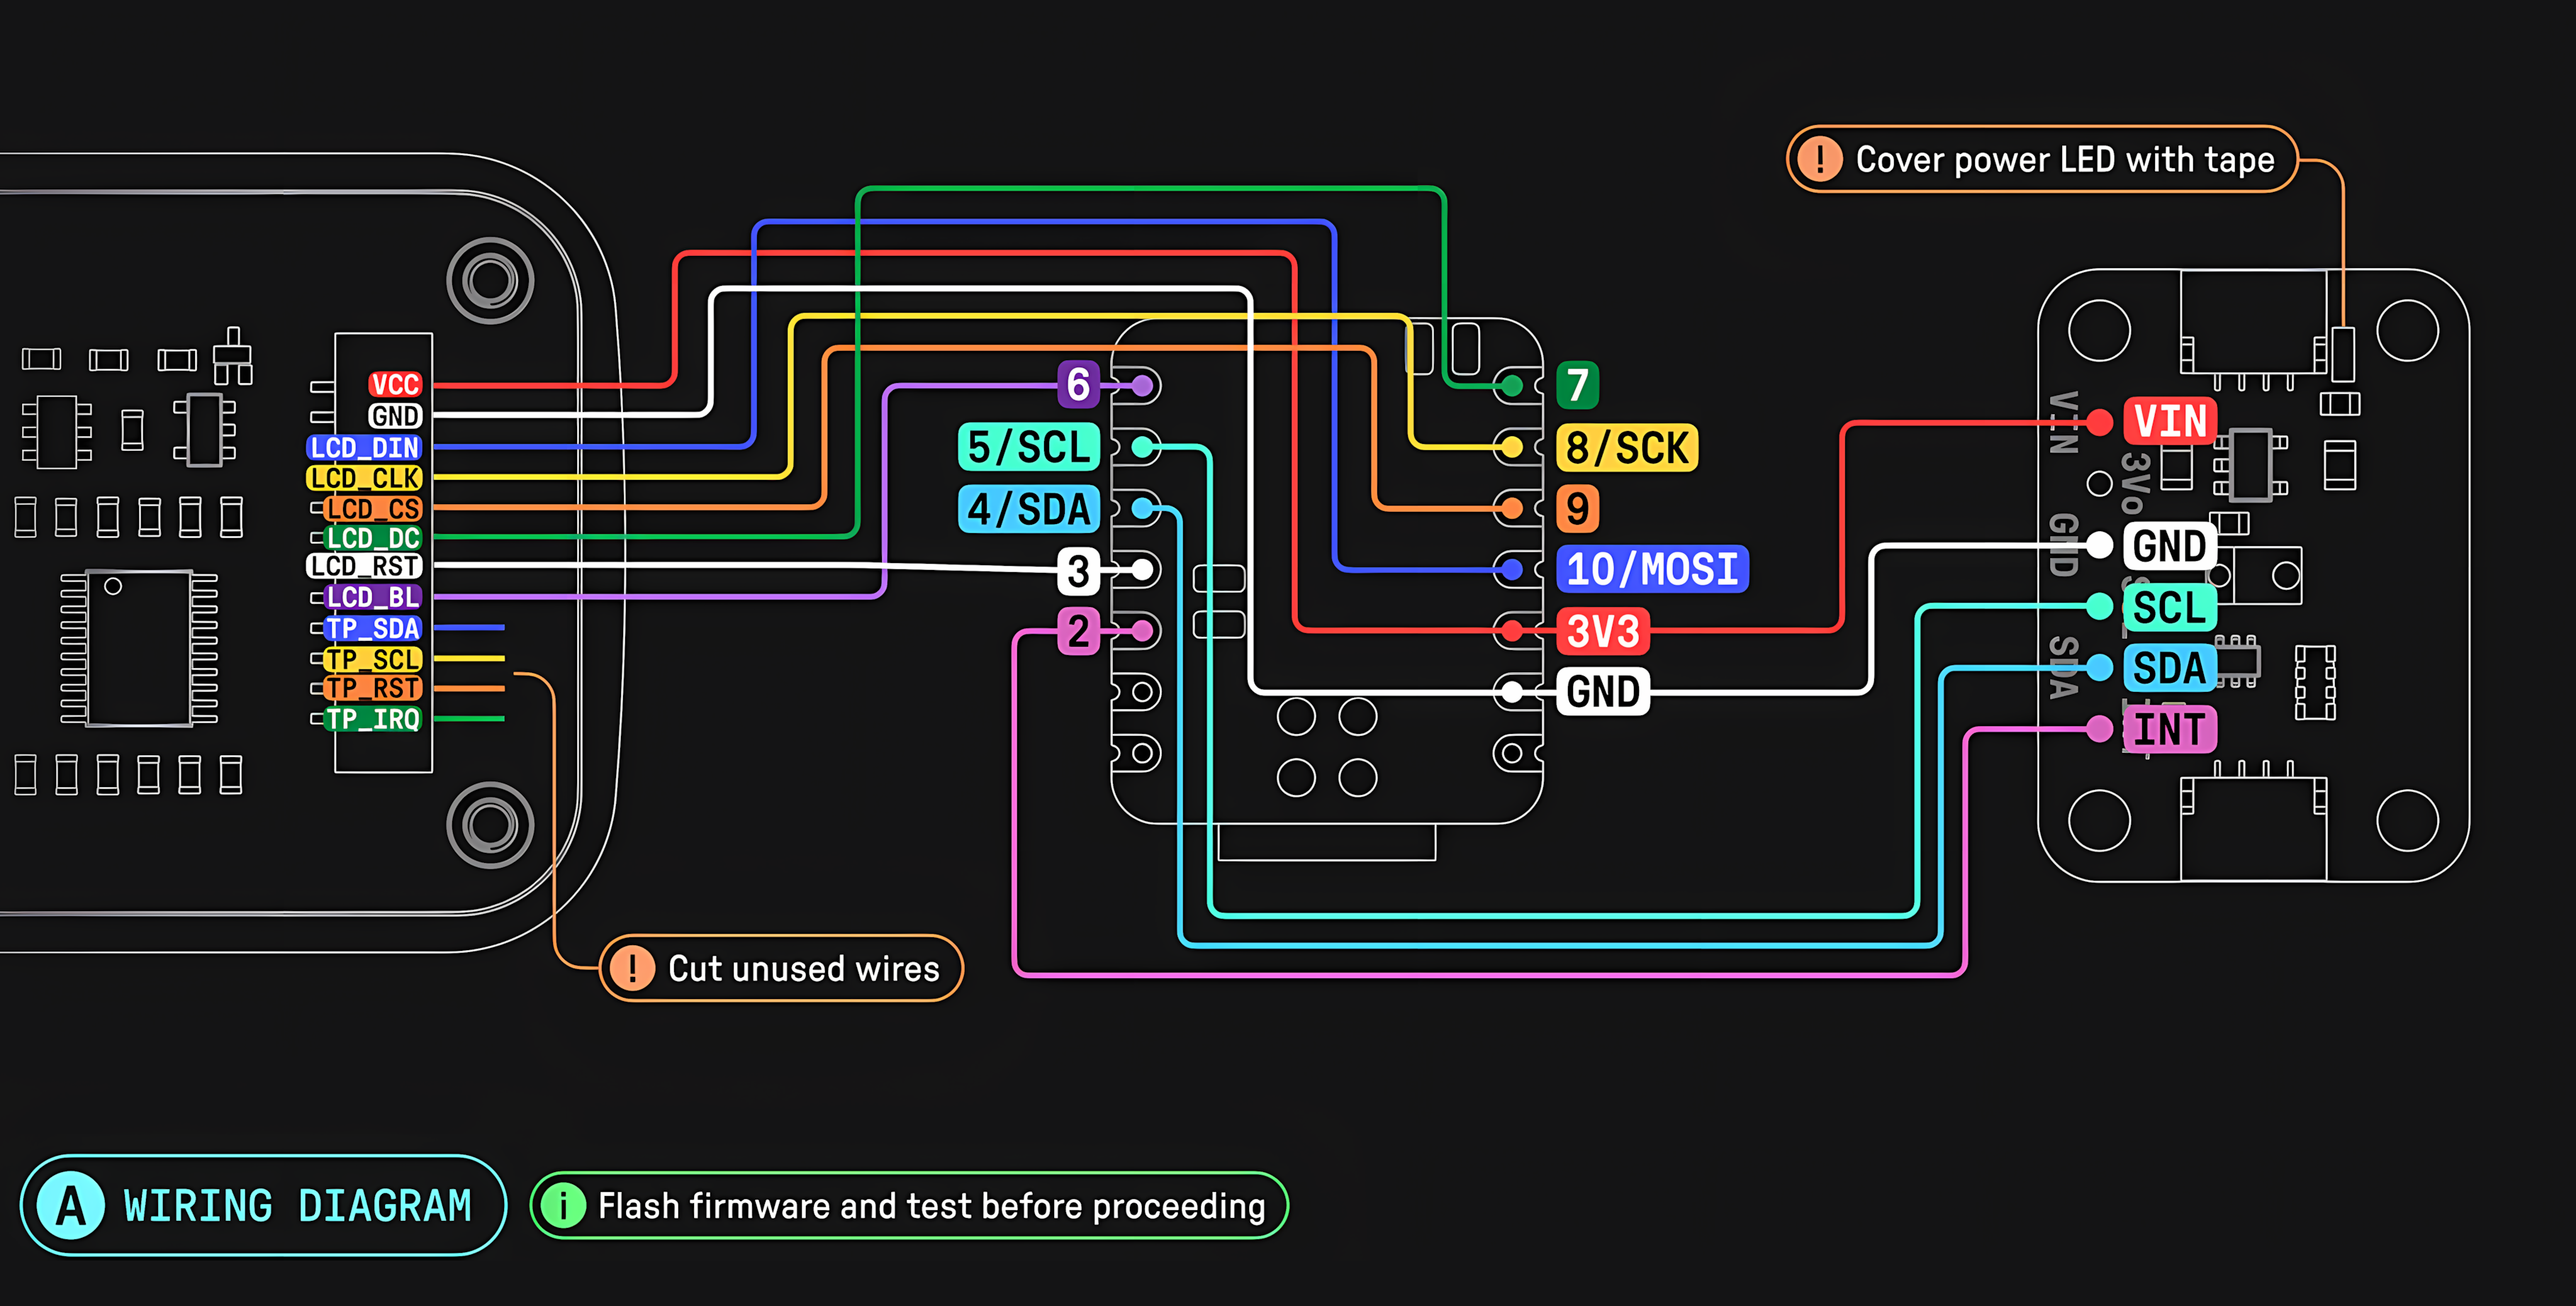 ! Cover power LED with tape
VCC
GND
LCD_DIN
LCD_CLK
LCD_CS
LCD_DC
LCD_RST
LCD_BL
TP_SDA
TP_SCL
TP_RST
TP_IRQ
6
5/SCL
4/SDA
3
2
7
8/SCK
9
10/MOSI
3V3
GND
VIN
3Vo
GND
SDA
VIN
GND
SCL
SDA
INT
! Cut unused wires
A WIRING DIAGRAM
i Flash firmware and test before proceeding